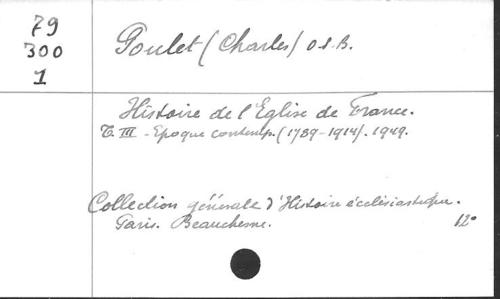 79
300
1
Poulet (Charles) O.S.B.
Histoire de l'Eglise de France.
T. III - Epoque contemp. (1789-1914). 1949.
Collection générale d'Histoire écclésiastique.
Paris. Beauchesne. 12°